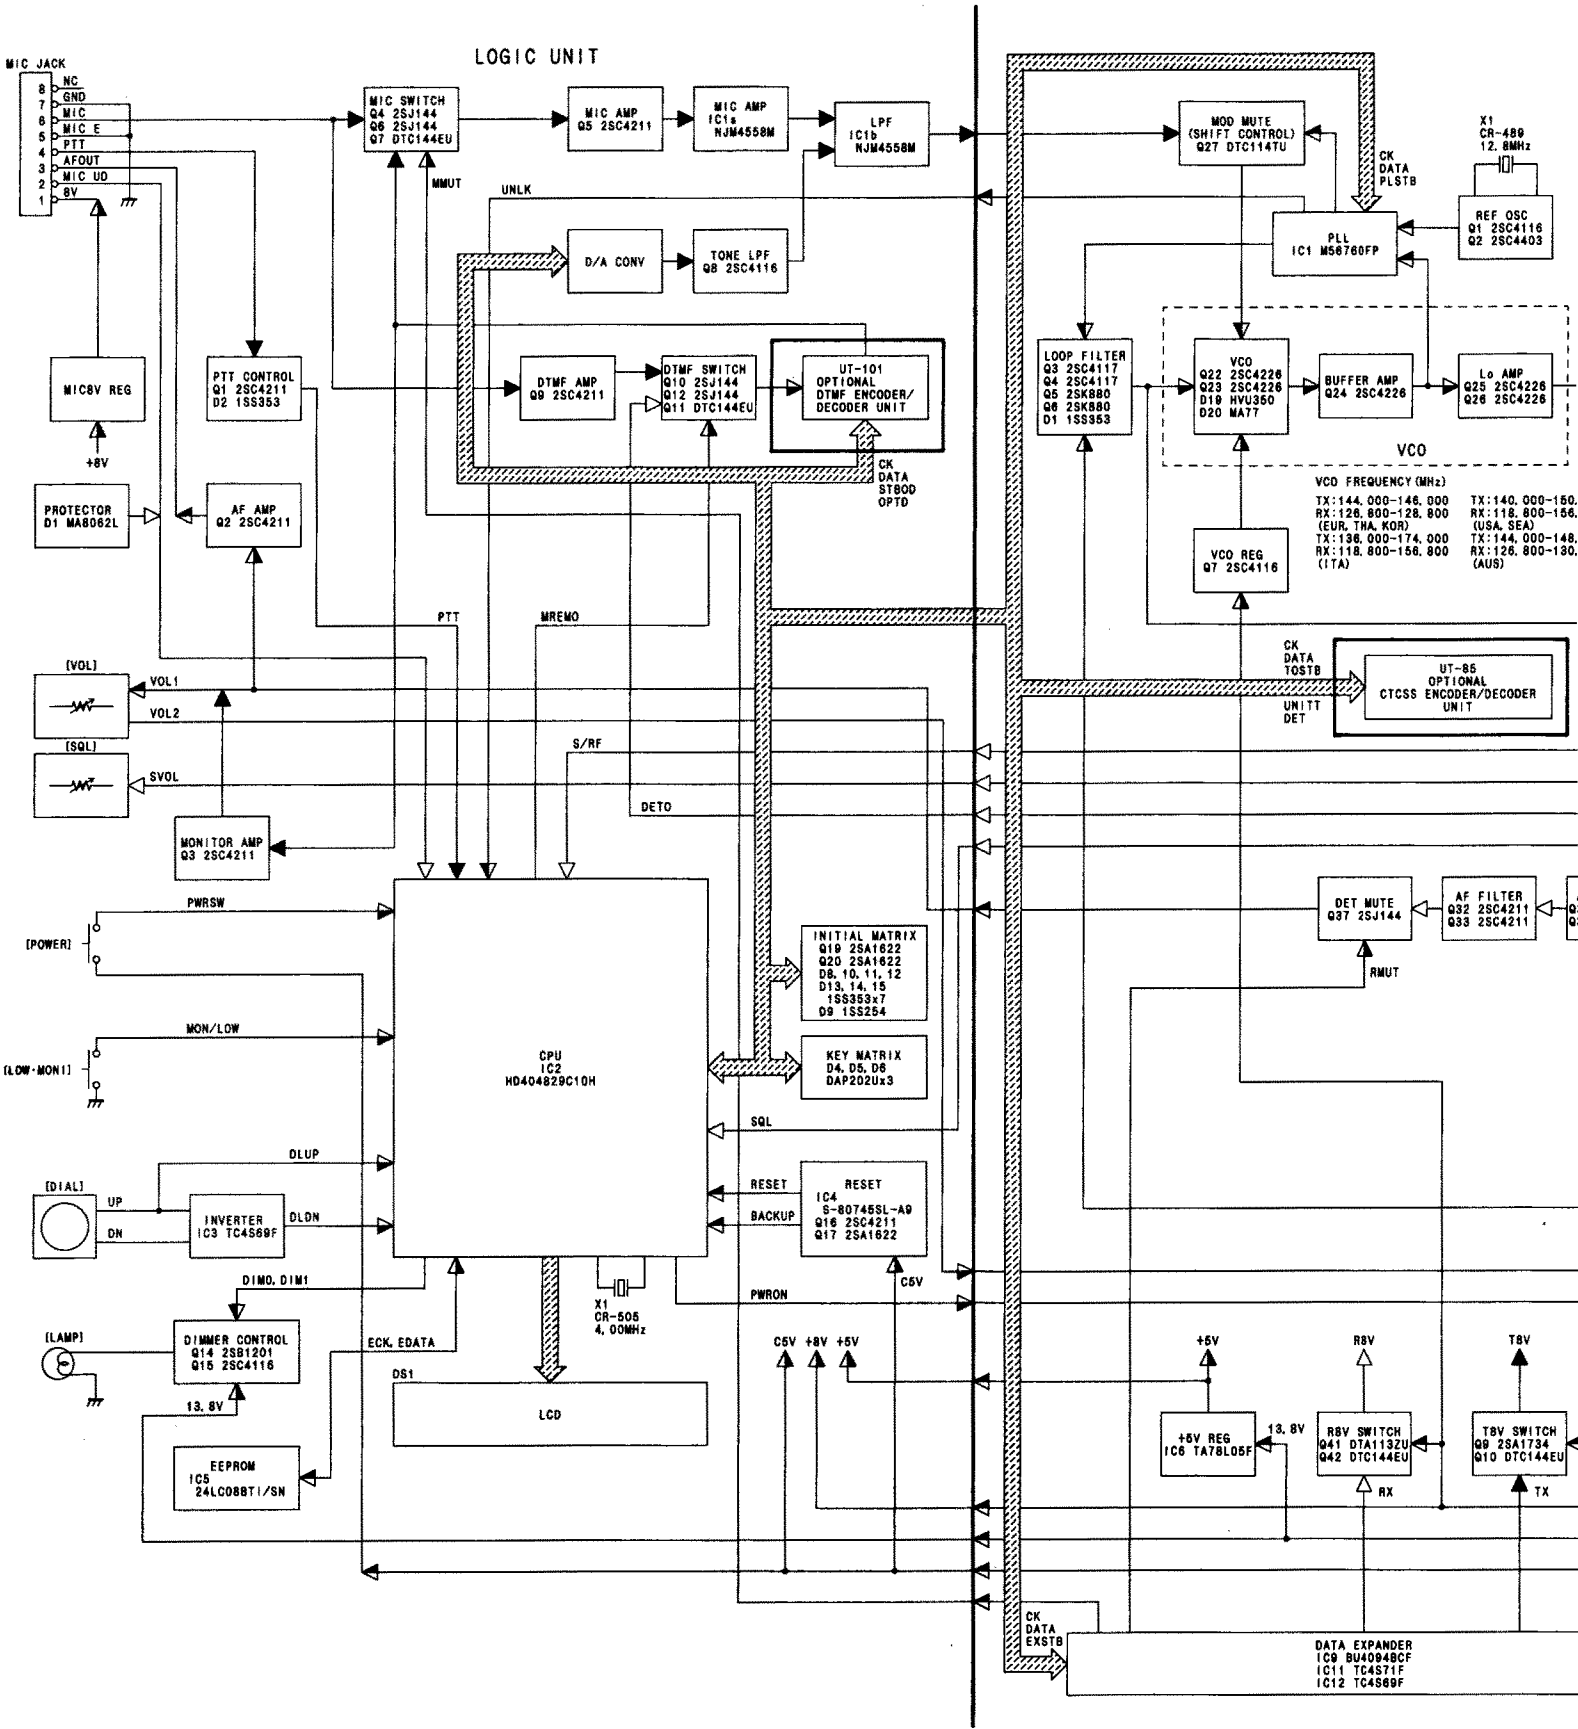 LOGIC UNIT
MIC JACK
8 NC
7 GND
6 MIC
5 MIC E
4 PTT
3 AFOUT
2 MIC UD
1 8V
MIC SWITCH
Q4 2SJ144
Q6 2SJ144
Q7 DTC144EU
MIC AMP
Q5 2SC4211
MIC AMP
IC1a
NJM4558M
LPF
IC1b
NJM4558M
MOD MUTE
(SHIFT CONTROL)
Q27 DTC114TU
CK
DATA
PLSTB
X1
CR-489
12.8MHz
MMUT
UNLK
D/A CONV
TONE LPF
Q8 2SC4116
PLL
IC1 M56760FP
REF OSC
Q1 2SC4116
Q2 2SC4403
MIC8V REG
+8V
PTT CONTROL
Q1 2SC4211
D2 1SS353
DTMF AMP
Q9 2SC4211
DTMF SWITCH
Q10 2SJ144
Q12 2SJ144
Q11 DTC144EU
UT-101
OPTIONAL
DTMF ENCODER/
DECODER UNIT
LOOP FILTER
Q3 2SC4117
Q4 2SC4117
Q5 2SK880
Q6 2SK880
D1 1SS353
VCO
Q22 2SC4226
Q23 2SC4226
D19 HVU350
D20 MA77
BUFFER AMP
Q24 2SC4226
Lo AMP
Q25 2SC4226
Q26 2SC4226
VCO
CK
DATA
STBOD
OPTD
PROTECTOR
D1 MA8062L
AF AMP
Q2 2SC4211
VCO FREQUENCY(MHz)
TX:144.000-146.000 TX:140.000-150.
RX:126.800-128.800 RX:118.800-156.
(EUR, THA, KOR) (USA, SEA)
TX:136.000-174.000 TX:144.000-148.
RX:118.800-156.800 RX:126.800-130.
(ITA) (AUS)
VCO REG
Q7 2SC4116
PTT
MREMO
CK
DATA
TOSTB
UNITT
DET
UT-85
OPTIONAL
CTCSS ENCODER/DECODER
UNIT
[VOL]
VOL1
VOL2
[SQL]
SVOL
S/RF
DETO
MONITOR AMP
Q3 2SC4211
DET MUTE
Q37 2SJ144
AF FILTER
Q32 2SC4211
Q33 2SC4211
RMUT
PWRSW
[POWER]
MON/LOW
[LOW·MONI]
CPU
IC2
HD404829C10H
INITIAL MATRIX
Q19 2SA1622
Q20 2SA1622
D8, 10, 11, 12
D13, 14, 15
1SS353x7
D9 1SS254
KEY MATRIX
D4, D5, D6
DAP202Ux3
SQL
DLUP
[DIAL]
UP
DN
INVERTER
IC3 TC4S69F
DLDN
RESET
BACKUP
RESET
IC4
S-80745SL-A9
Q16 2SC4211
Q17 2SA1622
C5V
DIM0, DIM1
X1
CR-505
4.00MHz
PWRON
[LAMP]
DIMMER CONTROL
Q14 2SB1201
Q15 2SC4116
ECK, EDATA
13.8V
DS1
LCD
C5V +8V +5V
+5V
R8V
T8V
EEPROM
IC5
24LC08BTI/SN
+5V REG
IC6 TA78L05F
13.8V
R8V SWITCH
Q41 DTA113ZU
Q42 DTC144EU
T8V SWITCH
Q9 2SA1734
Q10 DTC144EU
RX
TX
CK
DATA
EXSTB
DATA EXPANDER
IC9 BU4094BCF
IC11 TC4S71F
IC12 TC4S69F